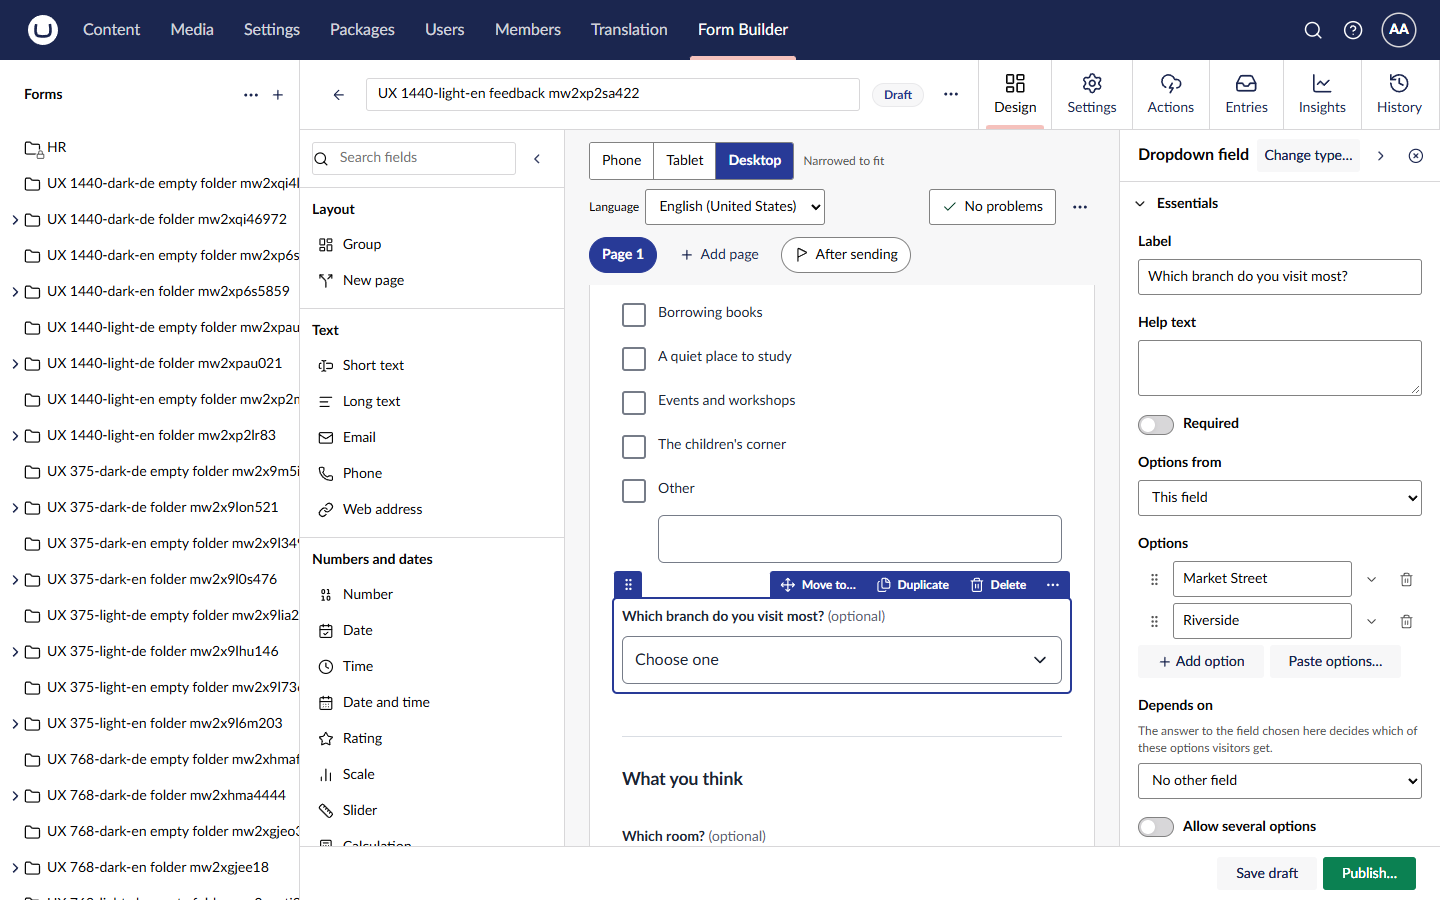 Content
Media
Settings
Packages
Users
Members
Translation
Form Builder
AA
Forms
HR
UX 1440-dark-de empty folder mw2xqi4
UX 1440-dark-de folder mw2xqi46972
UX 1440-dark-en empty folder mw2xp6s
UX 1440-dark-en folder mw2xp6s5859
UX 1440-light-de empty folder mw2xpau
UX 1440-light-de folder mw2xpau021
UX 1440-light-en empty folder mw2xp2
UX 1440-light-en folder mw2xp2lr83
UX 375-dark-de empty folder mw2x9m5i
UX 375-dark-de folder mw2x9lon521
UX 375-dark-en empty folder mw2x9l34
UX 375-dark-en folder mw2x9l0s476
UX 375-light-de empty folder mw2x9lia2
UX 375-light-de folder mw2x9lhu146
UX 375-light-en empty folder mw2x9l73
UX 375-light-en folder mw2x9l6m203
UX 768-dark-de empty folder mw2xhmaf
UX 768-dark-de folder mw2xhma4444
UX 768-dark-en empty folder mw2xgjeo3
UX 768-dark-en folder mw2xgjee18
UX 1440-light-en feedback mw2xp2sa422
Draft
Design
Settings
Actions
Entries
Insights
History
Search fields
Layout
Group
New page
Text
Short text
Long text
Email
Phone
Web address
Numbers and dates
Number
Date
Time
Date and time
Rating
Scale
Slider
Calculation
Phone
Tablet
Desktop
Narrowed to fit
Language
English (United States)
No problems
Page 1
Add page
After sending
Borrowing books
A quiet place to study
Events and workshops
The children's corner
Other
Move to...
Duplicate
Delete
Which branch do you visit most? (optional)
Choose one
What you think
Which room? (optional)
Dropdown field
Change type...
Essentials
Label
Which branch do you visit most?
Help text
Required
Options from
This field
Options
Market Street
Riverside
Add option
Paste options...
Depends on
The answer to the field chosen here decides which of
these options visitors get.
No other field
Allow several options
Save draft
Publish...